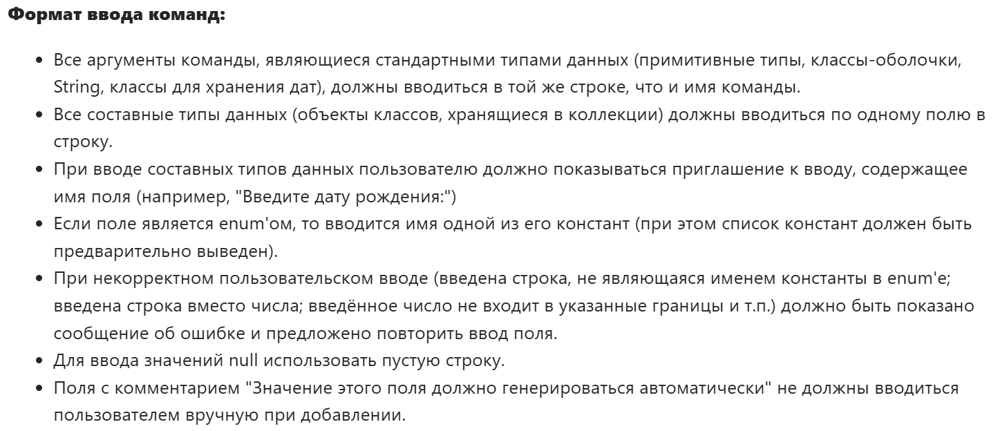 Формат ввода команд:
• Все аргументы команды, являющиеся стандартными типами данных (примитивные типы, классы-оболочки,
String, классы для хранения дат), должны вводиться в той же строке, что и имя команды.
• Все составные типы данных (объекты классов, хранящиеся в коллекции) должны вводиться по одному полю в
строку.
• При вводе составных типов данных пользователю должно показываться приглашение к вводу, содержащее
имя поля (например, "Введите дату рождения:")
• Если поле является enum'ом, то вводится имя одной из его констант (при этом список констант должен быть
предварительно выведен).
• При некорректном пользовательском вводе (введена строка, не являющаяся именем константы в enum'е;
введена строка вместо числа; введённое число не входит в указанные границы и т.п.) должно быть показано
сообщение об ошибке и предложено повторить ввод поля.
• Для ввода значений null использовать пустую строку.
• Поля с комментарием "Значение этого поля должно генерироваться автоматически" не должны вводиться
пользователем вручную при добавлении.